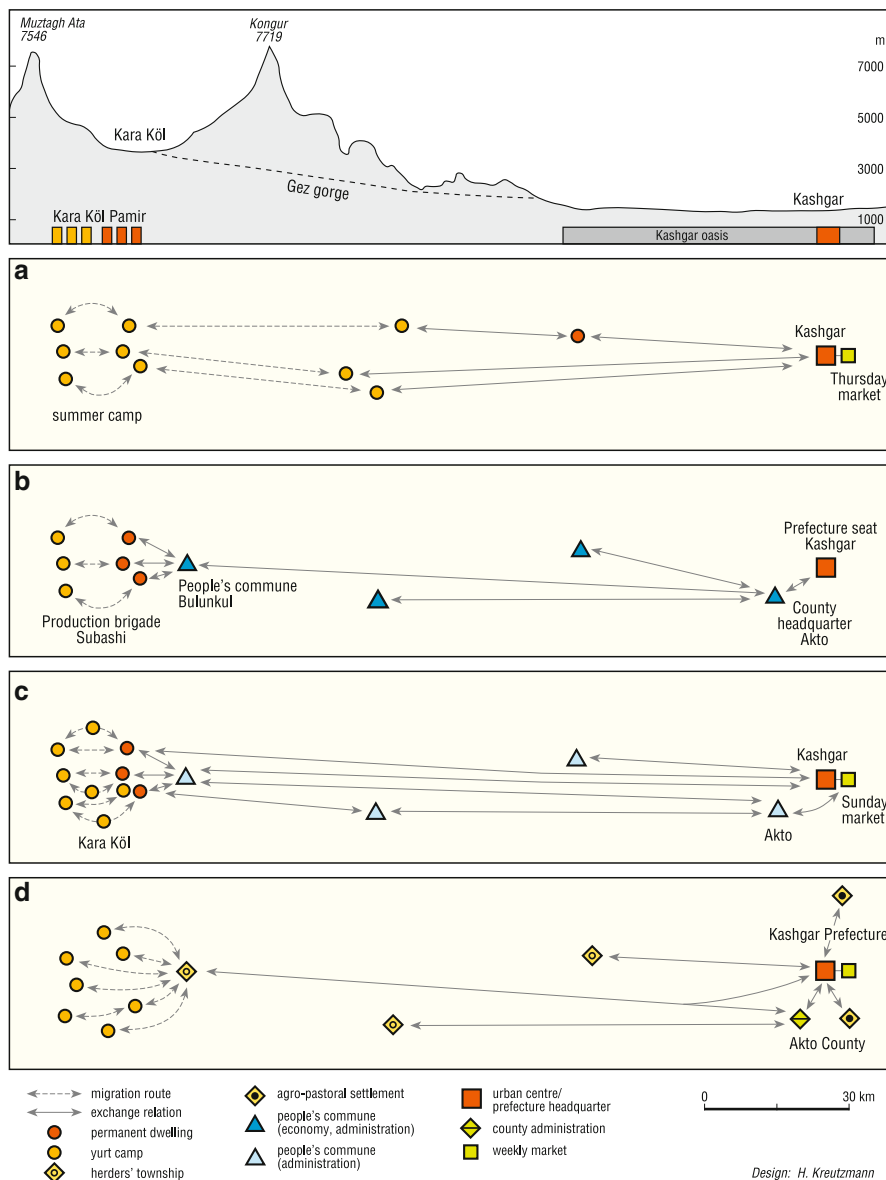 Muztagh Ata
7546
Kongur
7719
m
7000
5000
3000
1000
Kara Köl
Gez gorge
Kashgar
Kara Köl Pamir
Kashgar oasis
a
Kashgar
Thursday
market
summer camp
b
Prefecture seat
Kashgar
People's commune
Bulunkul
Production brigade
Subashi
County
headquarter
Akto
c
Kashgar
Sunday
market
Kara Köl
Akto
d
Kashgar Prefecture
Akto County
migration route
exchange relation
permanent dwelling
yurt camp
herders' township
agro-pastoral settlement
people's commune
(economy, administration)
people's commune
(administration)
urban centre/
prefecture headquarter
county administration
weekly market
0 30 km
Design: H. Kreutzmann